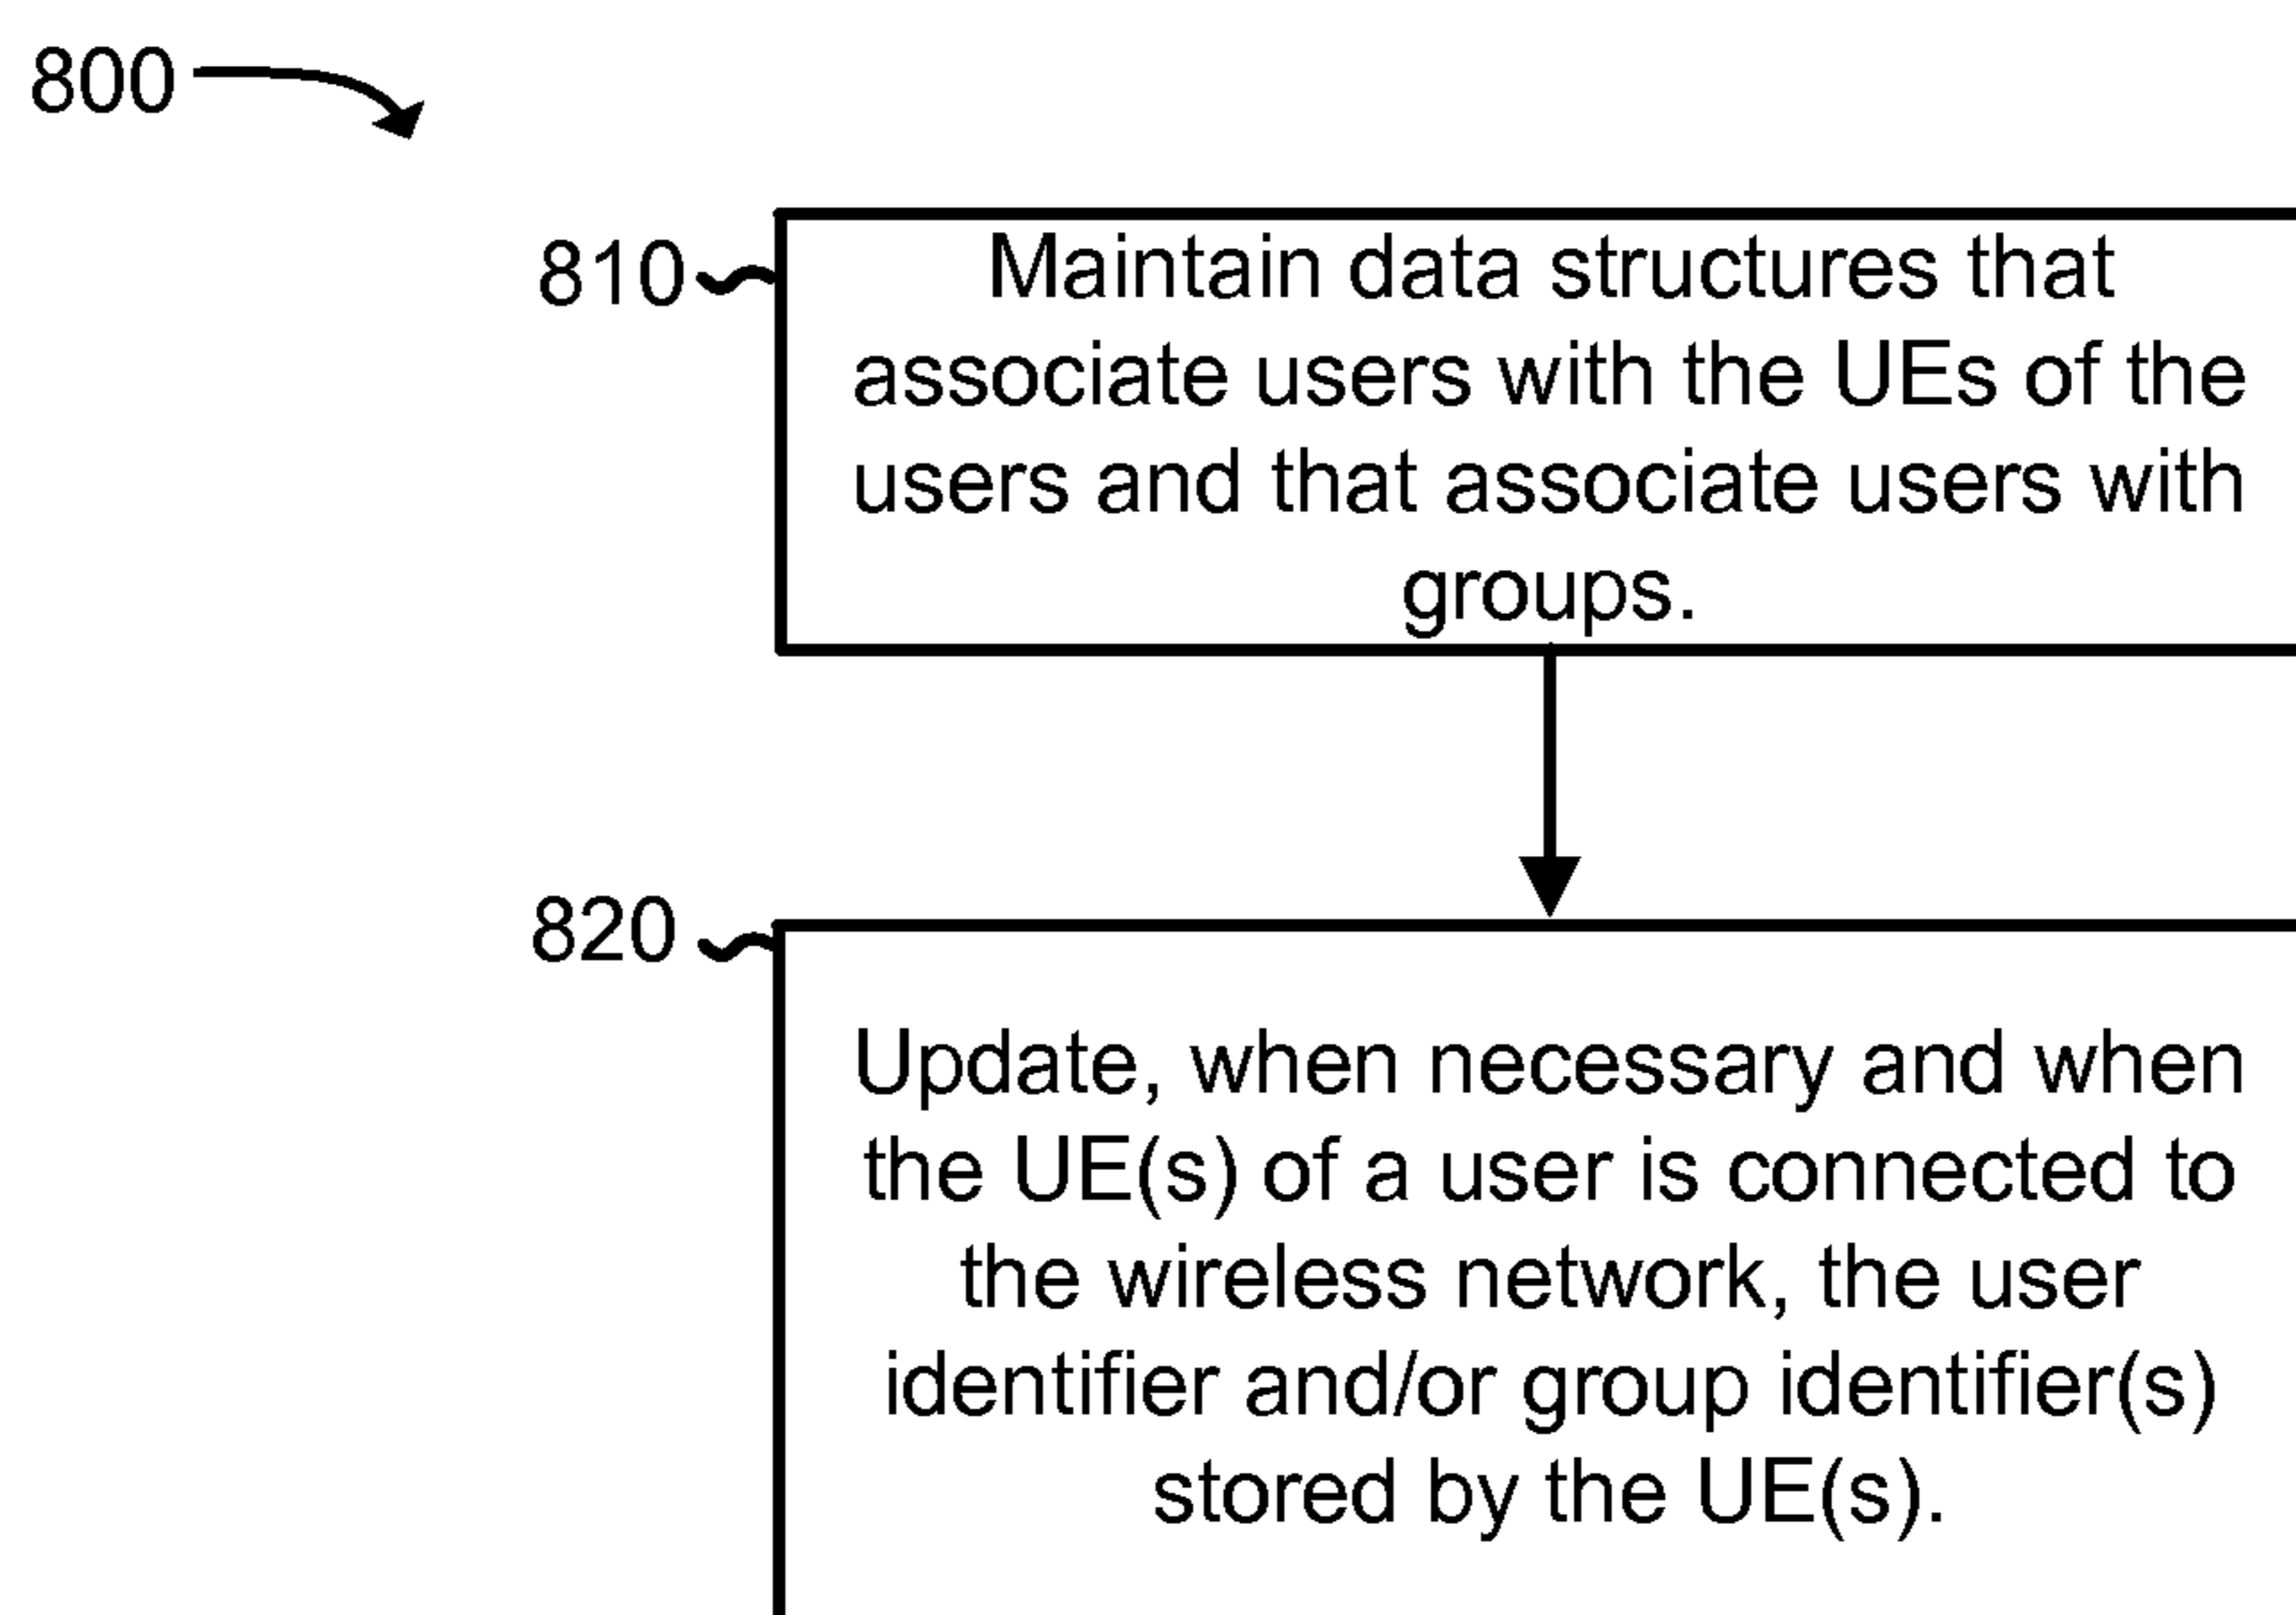 800
810
Maintain data structures that
associate users with the UEs of the
users and that associate users with
groups.
820
Update, when necessary and when
the UE(s) of a user is connected to
the wireless network, the user
identifier and/or group identifier(s)
stored by the UE(s).